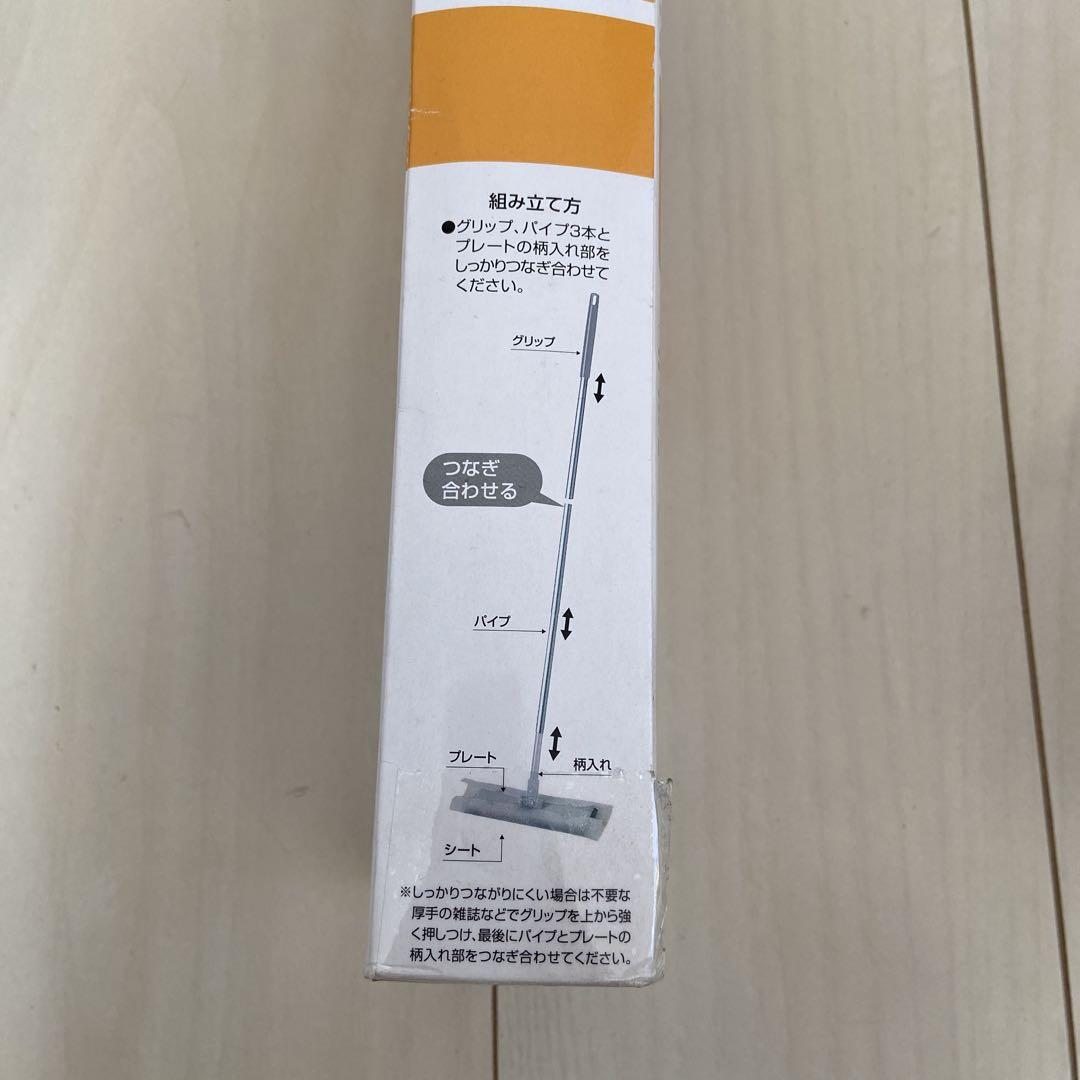 組み立て方
●グリップ、パイプ3本と
プレートの柄入れ部を
しっかりつなぎ合わせて
ください。
グリップ
つなぎ
合わせる
パイプ
プレート
柄入れ
シート
※しっかりつながりにくい場合は不要な
厚手の雑誌などでグリップを上から強
く押しつけ、最後にパイプとプレートの
柄入れ部をつなぎ合わせてください。